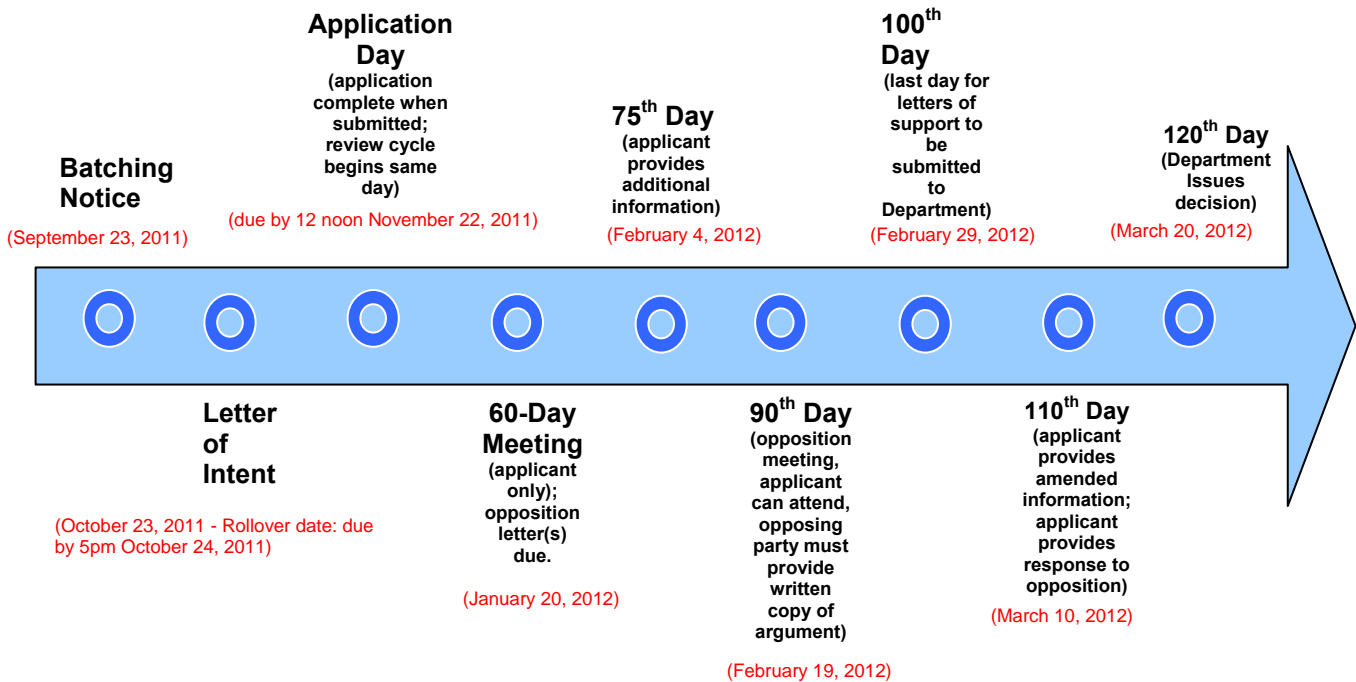 Batching
Notice
(September 23, 2011)
Letter
of
Intent
(October 23, 2011 - Rollover date: due
by 5pm October 24, 2011)
Application
Day
(application
complete when
submitted;
review cycle
begins same
day)
(due by 12 noon November 22, 2011)
60-Day
Meeting
(applicant
only);
opposition
letter(s)
due.
(January 20, 2012)
75th Day
(applicant
provides
additional
information)
(February 4, 2012)
90th Day
(opposition
meeting,
applicant
can attend,
opposing
party must
provide
written
copy of
argument)
(February 19, 2012)
100th
Day
(last day for
letters of
support to
be
submitted
to
Department)
(February 29, 2012)
110th Day
(applicant
provides
amended
information;
applicant
provides
response to
opposition)
(March 10, 2012)
120th Day
(Department
Issues
decision)
(March 20, 2012)